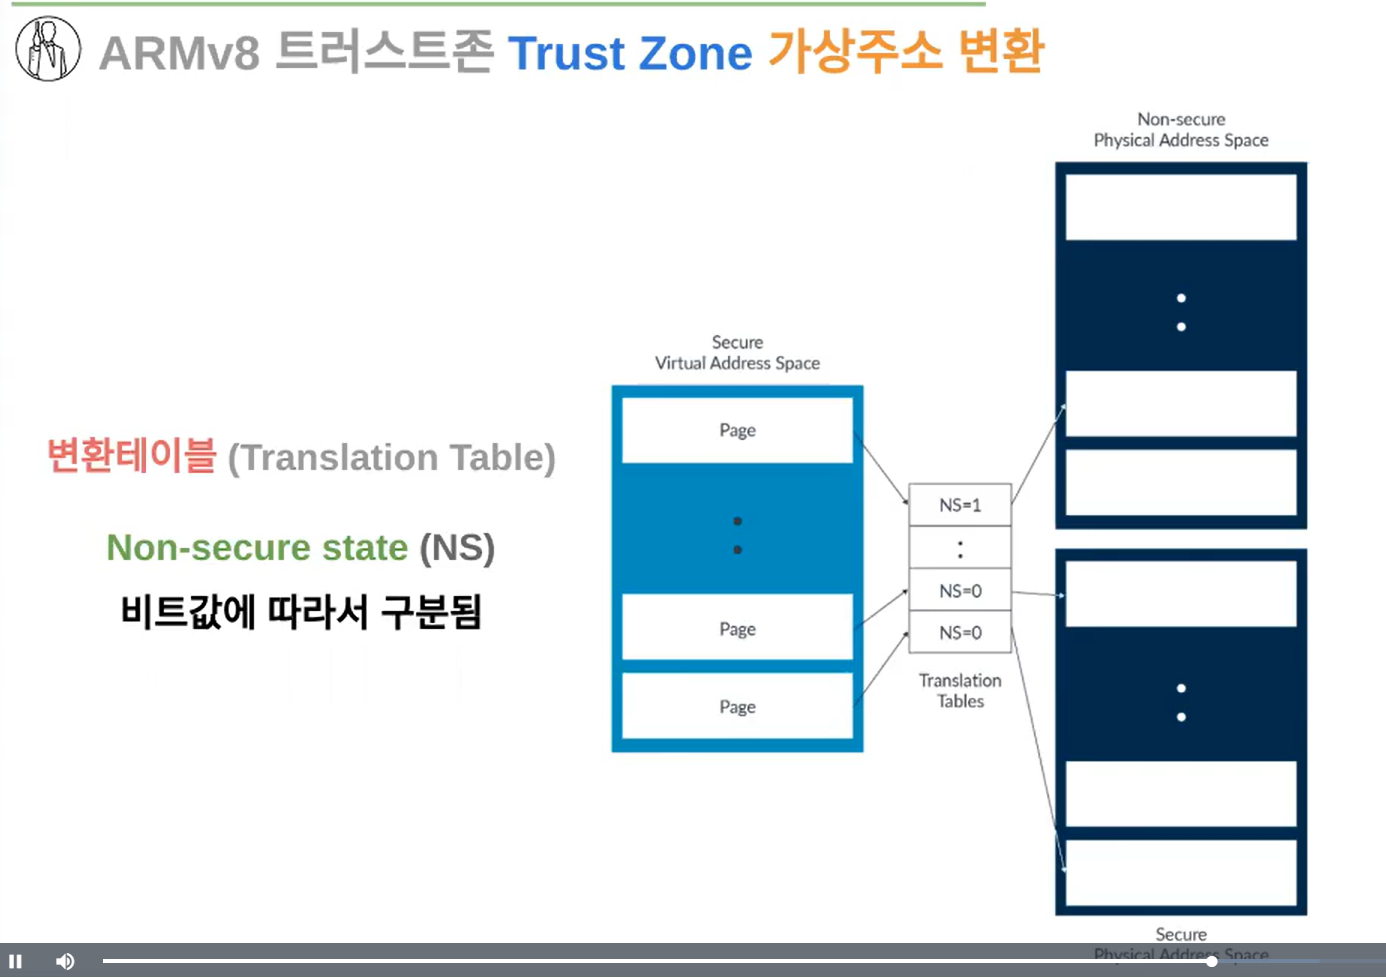 ARMv8 트러스트존 Trust Zone 가상주소 변환
Non-secure
Physical Address Space
Secure
Virtual Address Space
Page
변환테이블 (Translation Table)
NS=1
Non-secure state (NS)
NS=0
비트값에 따라서 구분됨
Page
NS=0
Translation
Tables
Page
Secure
Physical Address Space